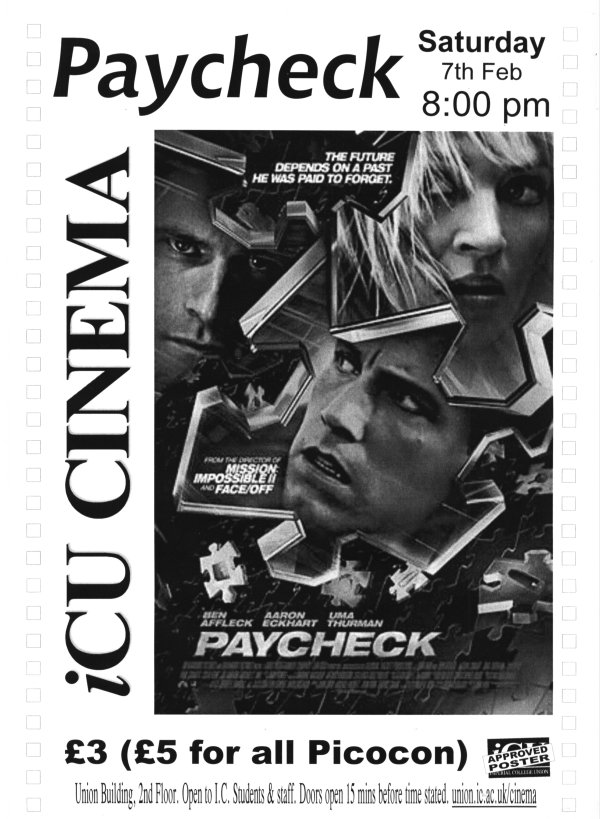 Paycheck
Saturday
7th Feb
8:00 pm
iCU CINEMA
THE FUTURE
DEPENDS ON A PAST
HE WAS PAID TO FORGET.
FROM THE DIRECTOR OF
MISSION:
IMPOSSIBLE II
AND FACE/OFF
BEN AFFLECK
AARON ECKHART
UMA THURMAN
PAYCHECK
£3 (£5 for all Picocon)
APPROVED
POSTER
IMPERIAL COLLEGE UNION
Union Building, 2nd Floor. Open to I.C. Students & staff. Doors open 15 mins before time stated. union.ic.ac.uk/cinema